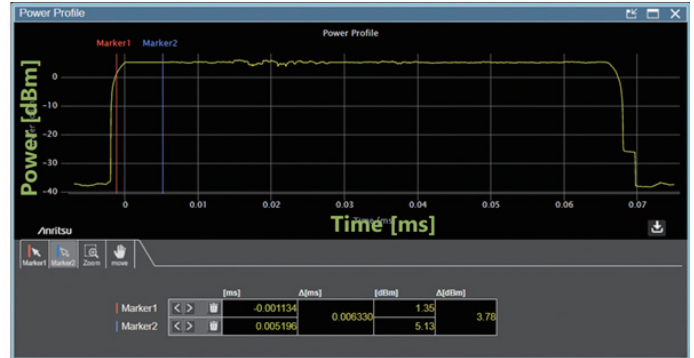 Power Profile
Power Profile
Marker1 Marker2
Power [dBm]
0
-10
-20
-30
-40
0 0.01 0.02 0.03 0.04 0.05 0.06 0.07
Time [ms]
Anritsu
Marker1 Marker2 Zoom move
[ms] Δ[ms] [dBm] Δ[dBm]
Marker1 < > -0.001134 0.006330 1.35 3.78
Marker2 < > 0.005196 5.13